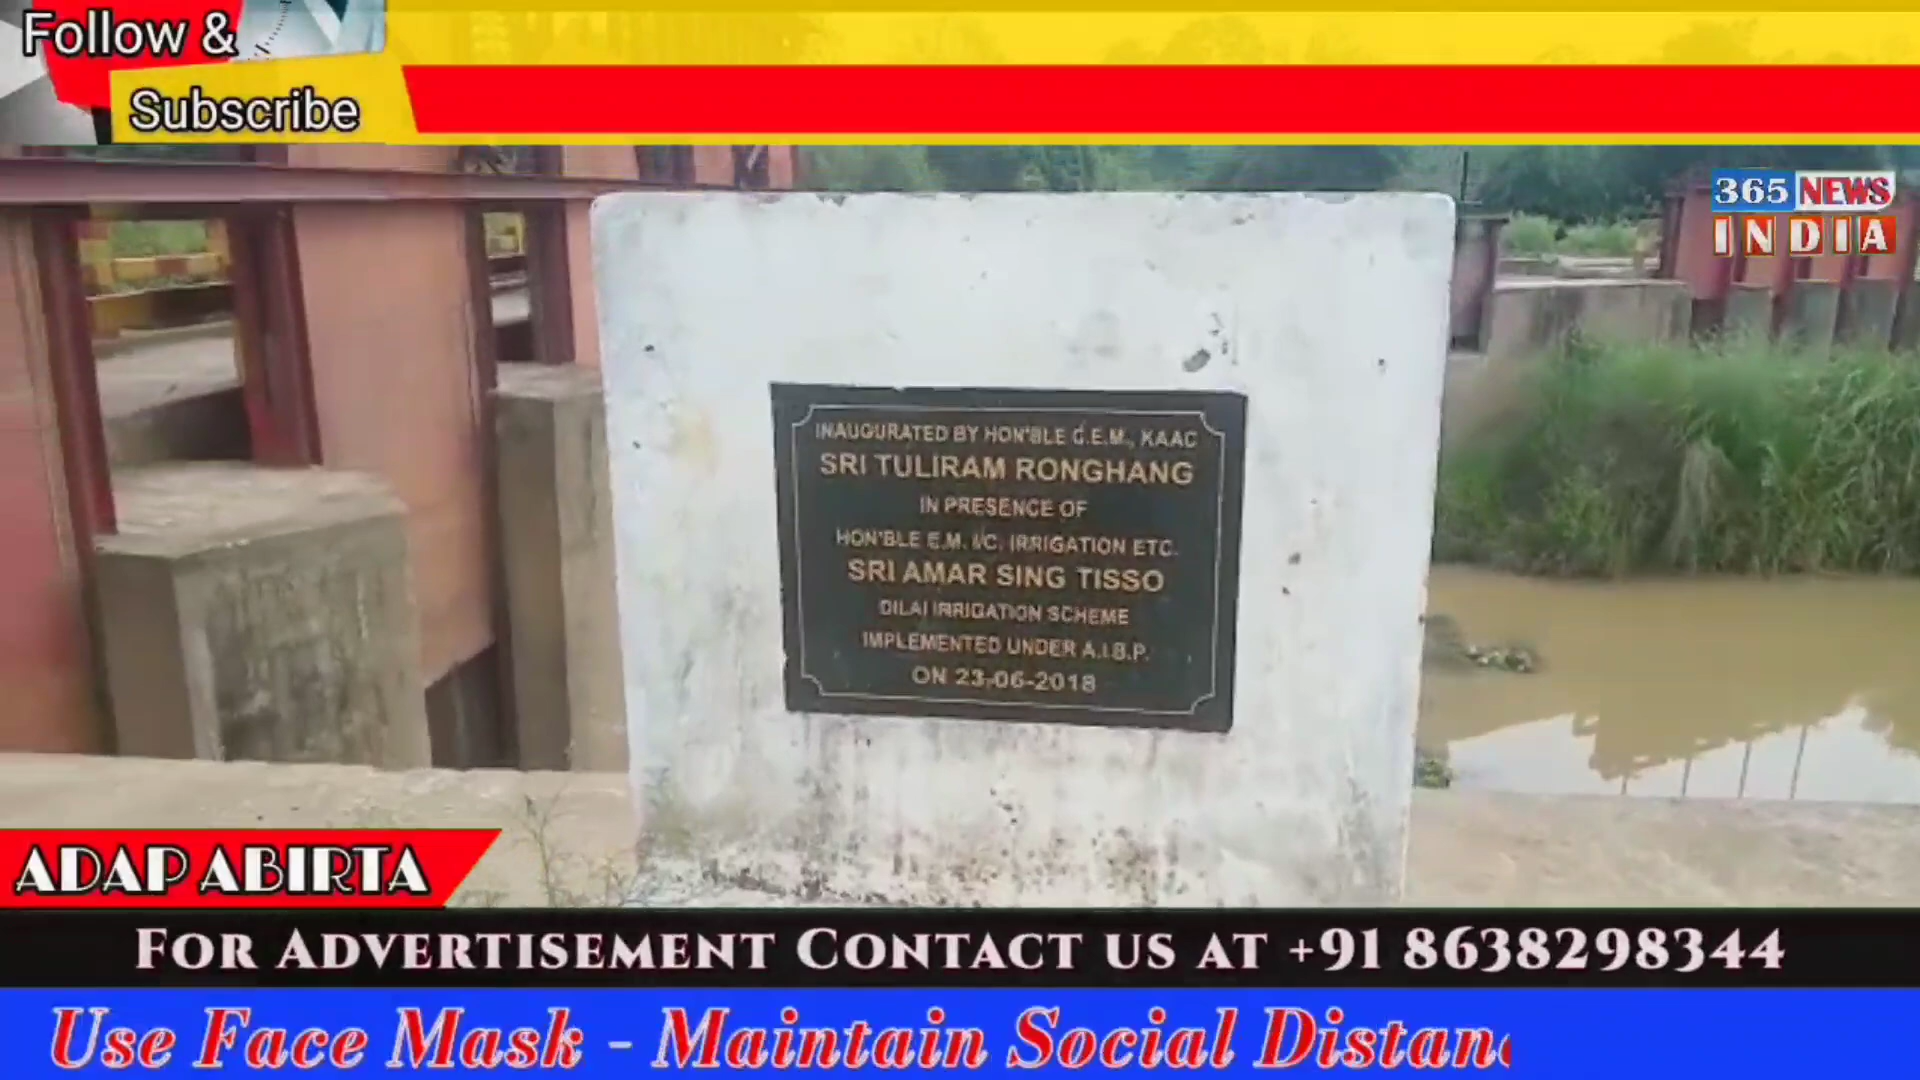 Follow &
Subscribe
365 NEWS
INDIA
INAUGURATED BY HON'BLE C.E.M., KAAC
SRI TULIRAM RONGHANG
IN PRESENCE OF
HON'BLE E.M. I/C. IRRIGATION ETC.
SRI AMAR SING TISSO
DILAI IRRIGATION SCHEME
IMPLEMENTED UNDER A.I.B.P.
ON 23-06-2018
ADAP ABIRTA
FOR ADVERTISEMENT CONTACT US AT +91 8638298344
Use Face Mask - Maintain Social Distan